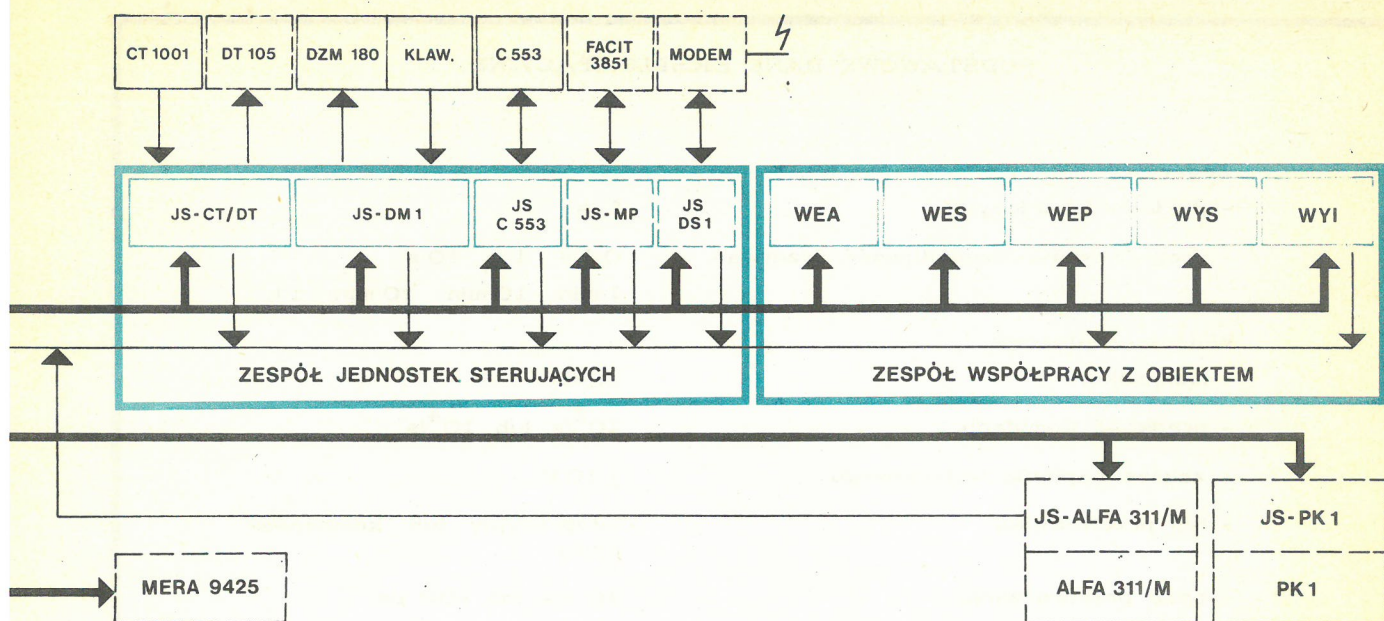 CT 1001
DT 105
DZM 180
KLAW.
C 553
FACIT
3851
MODEM
JS-CT/DT
JS-DM 1
JS
C 553
JS-MP
JS
DS 1
WEA
WES
WEP
WYS
WYI
ZESPÓŁ JEDNOSTEK STERUJĄCYCH
ZESPÓŁ WSPÓŁPRACY Z OBIEKTEM
JS-ALFA 311/M
JS-PK 1
MERA 9425
ALFA 311/M
PK 1